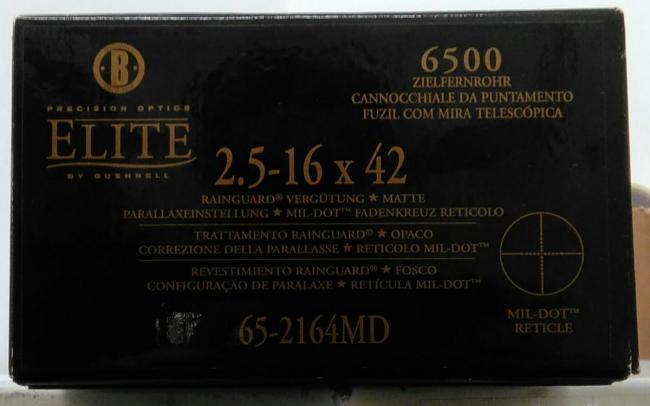 B
PRECISION OPTICS
ELITE
BY BUSHNELL
6500
ZIELFERNROHR
CANNOCCHIALE DA PUNTAMENTO
FUZIL COM MIRA TELESCÓPICA
2.5-16 x 42
RAINGUARD® VERGÜTUNG ★ MATTE
PARALLAXEINSTELLUNG ★ MIL-DOT™ FADENKREUZ RETICOLO
TRATTAMENTO RAINGUARD® ★ OPACO
CORREZIONE DELLA PARALLASSE ★ RETICOLO MIL-DOT™
REVESTIMIENTO RAINGUARD® ★ FOSCO
CONFIGURAÇÃO DE PARALAXE ★ RETÍCULA MIL-DOT™
MIL-DOT™
RETICLE
65-2164MD